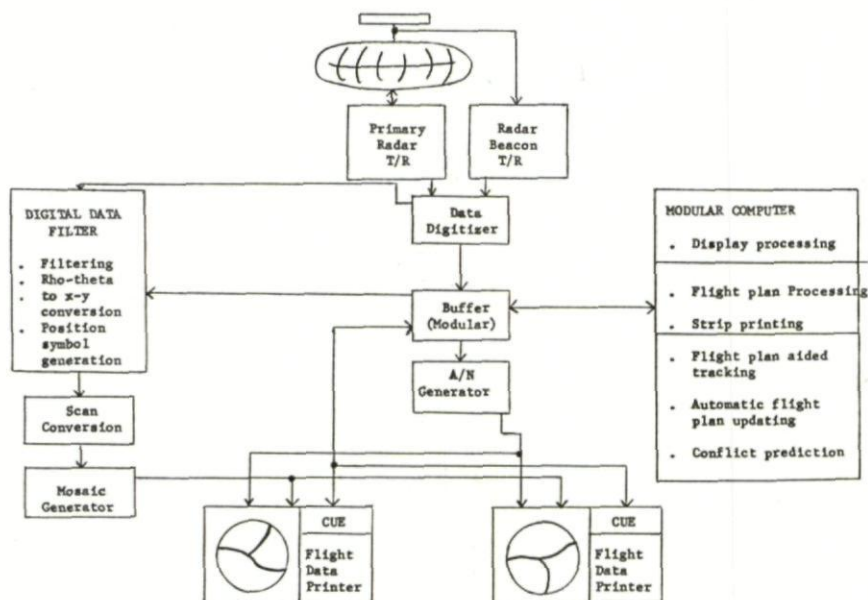 Primary
Radar
T/R
Radar
Beacon
T/R
DIGITAL DATA
FILTER
. Filtering
. Rho-theta
. to x-y
. conversion
. Position
symbol
generation
Data
Digitizer
MODULAR COMPUTER
. Display processing
. Flight plan Processing
. Strip printing
. Flight plan aided
tracking
. Automatic flight
plan updating
. Conflict prediction
Buffer
(Modular)
A/N
Generator
Scan
Conversion
Mosaic
Generator
CUE
Flight
Data
Printer
CUE
Flight
Data
Printer